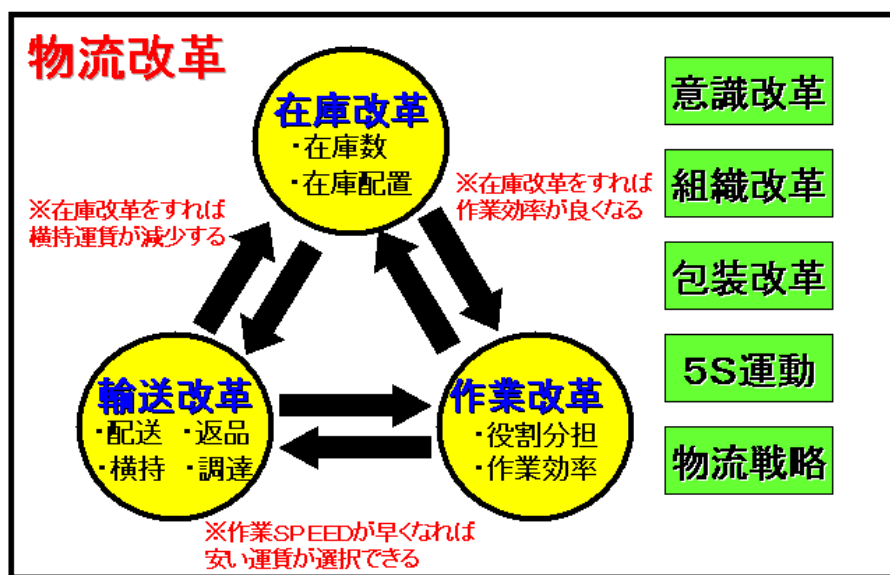 物流改革
在庫改革
・在庫数
・在庫配置
※在庫改革をすれば
横持運賃が減少する
※在庫改革をすれば
作業効率が良くなる
輸送改革
・配送 ・返品
・横持 ・調達
作業改革
・役割分担
・作業効率
※作業SPEEDが早くなれば
安い運賃が選択できる
意識改革
組織改革
包装改革
5S運動
物流戦略